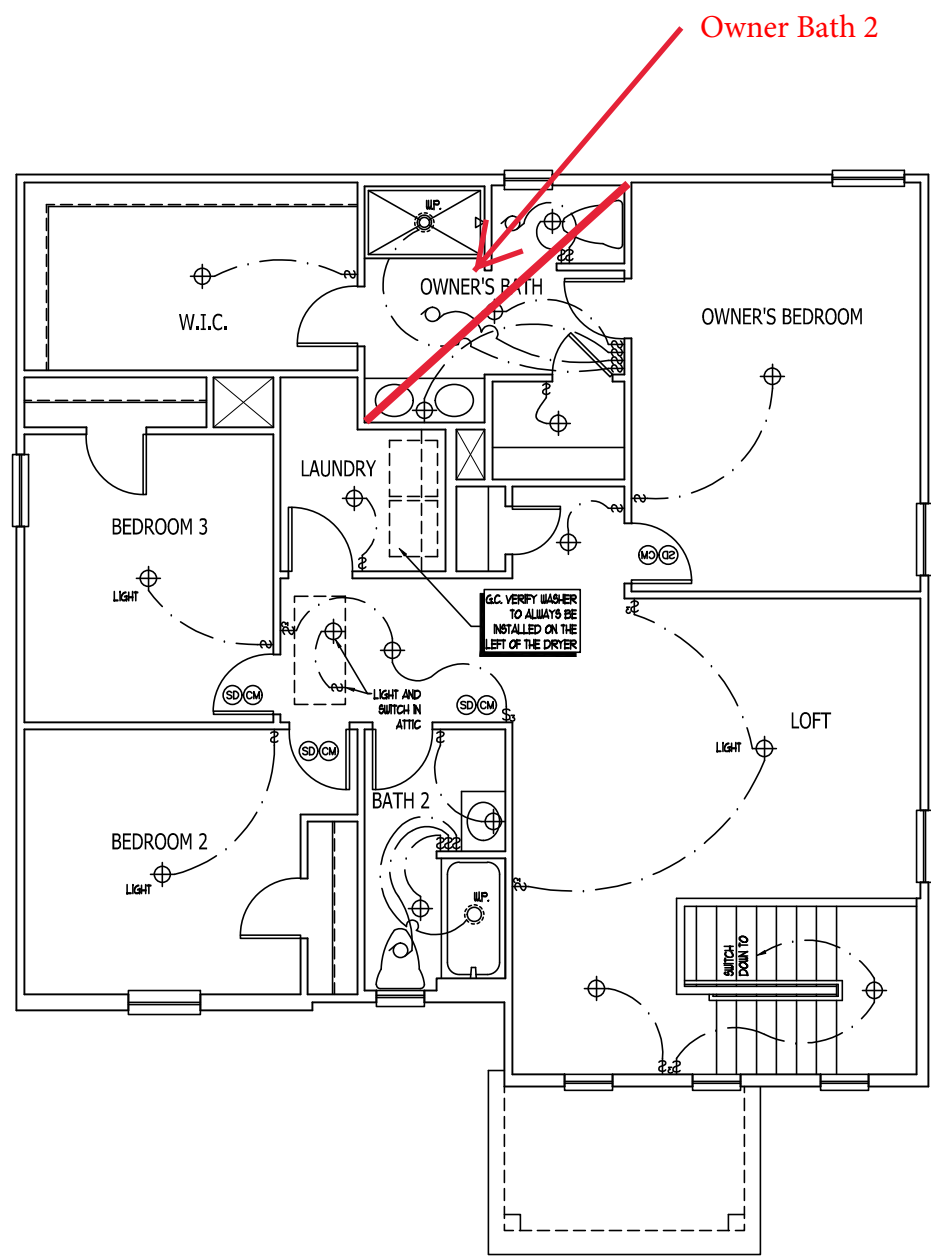 Owner Bath 2
W.P.
OWNER'S BATH
W.I.C.
OWNER'S BEDROOM
LAUNDRY
BEDROOM 3
SD CM
LIGHT
G.C. VERIFY WASHER
TO ALWAYS BE
INSTALLED ON THE
LEFT OF THE DRYER
SD CM
LIGHT AND
SWITCH IN
ATTIC
SD CM
LOFT
LIGHT
SD CM
BATH 2
BEDROOM 2
LIGHT
W.P.
SWITCH
DOWN TO